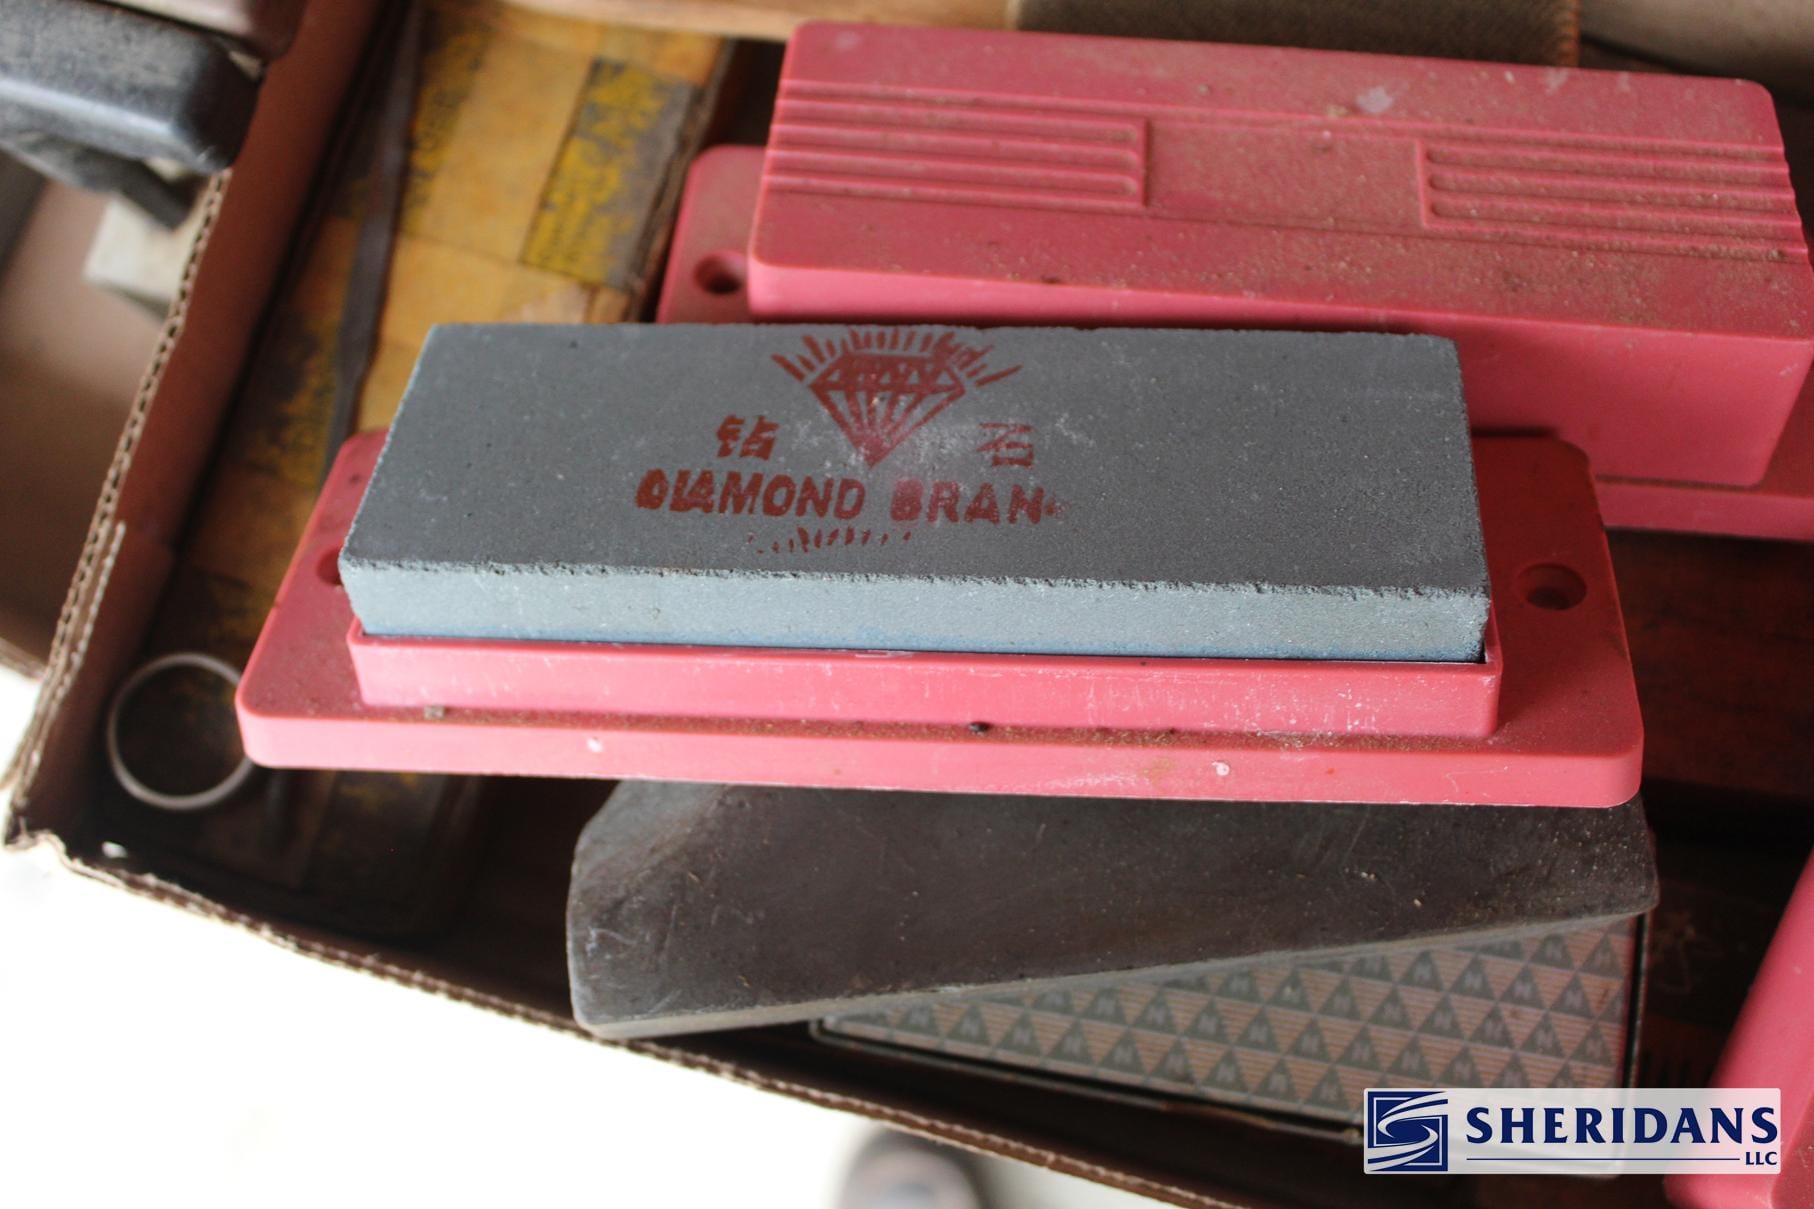 钻 石
DIAMOND BRAN
SHERIDANS
LLC